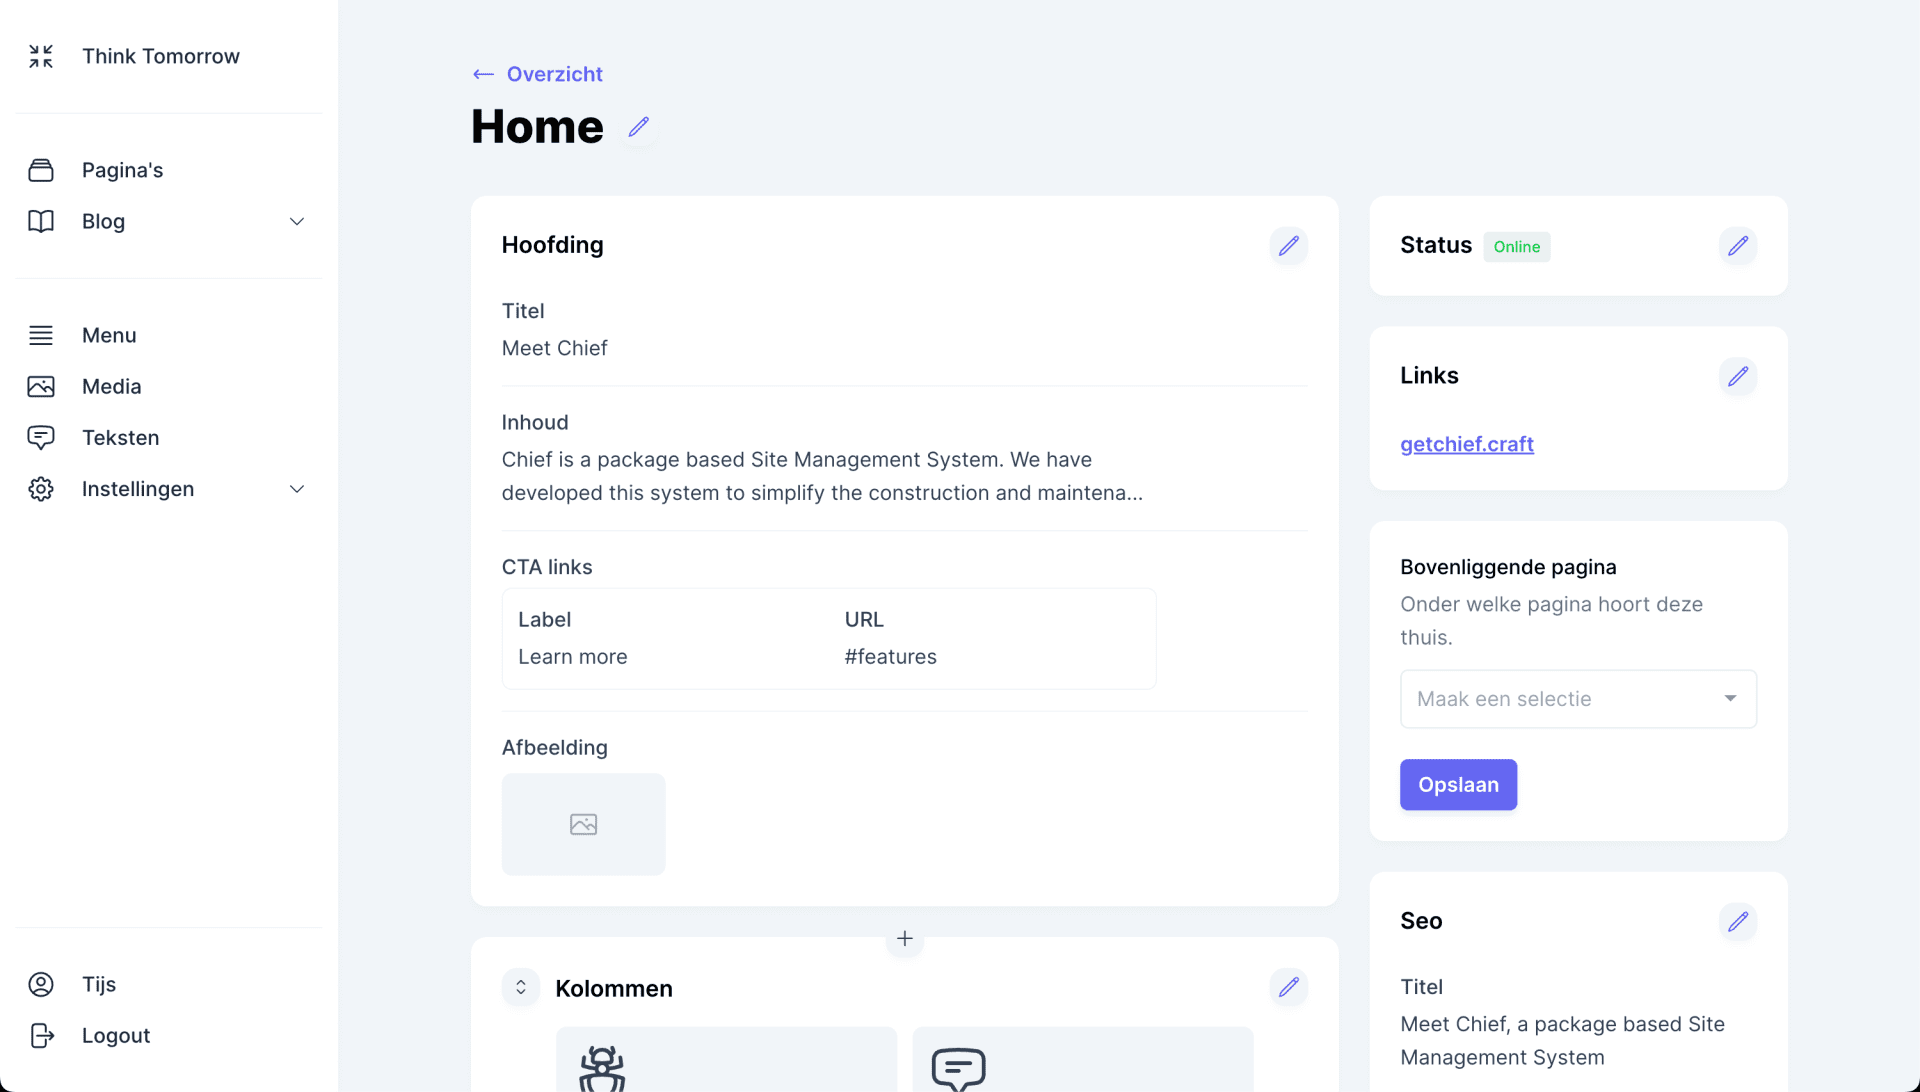 Think Tomorrow
Pagina's
Blog
Menu
Media
Teksten
Instellingen
Tijs
Logout
Overzicht
Home
Hoofding
Titel
Meet Chief
Inhoud
Chief is a package based Site Management System. We have
developed this system to simplify the construction and maintena...
CTA links
Label URL
Learn more #features
Afbeelding
Kolommen
Status Online
Links
getchief.craft
Bovenliggende pagina
Onder welke pagina hoort deze
thuis.
Maak een selectie
Opslaan
Seo
Titel
Meet Chief, a package based Site
Management System